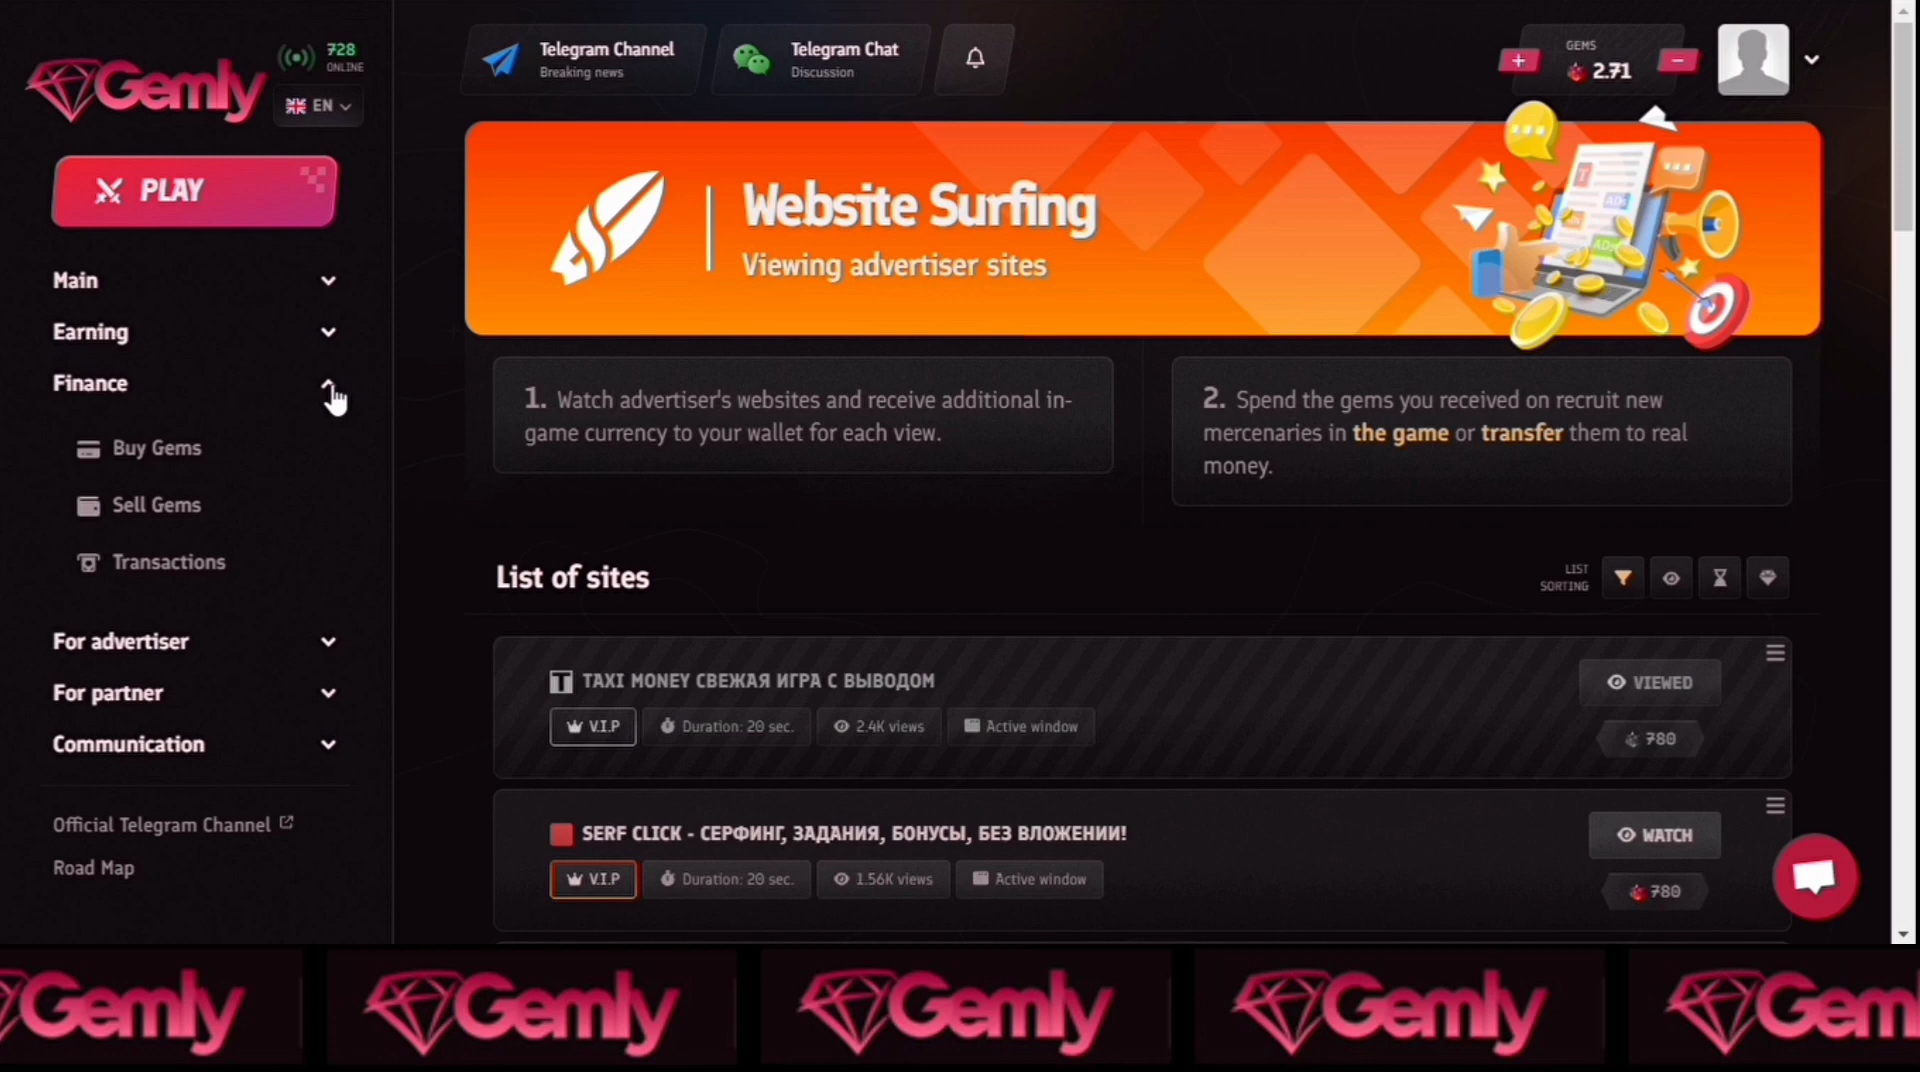 Gemly
728
ONLINE
EN
PLAY
Main
Earning
Finance
Buy Gems
Sell Gems
Transactions
For advertiser
For partner
Communication
Official Telegram Channel
Road Map
Telegram Channel
Breaking news
Telegram Chat
Discussion
GEMS
2.71
Website Surfing
Viewing advertiser sites
1. Watch advertiser's websites and receive additional in-
game currency to your wallet for each view.
2. Spend the gems you received on recruit new
mercenaries in the game or transfer them to real
money.
List of sites
LIST
SORTING
TAXI MONEY СВЕЖАЯ ИГРА С ВЫВОДОМ
V.I.P
Duration: 20 sec.
2.4K views
Active window
VIEWED
780
SERF CLICK - СЕРФИНГ, ЗАДАНИЯ, БОНУСЫ, БЕЗ ВЛОЖЕНИИ!
V.I.P
Duration: 20 sec.
1.56K views
Active window
WATCH
780
Gemly Gemly Gemly Gemly Gem